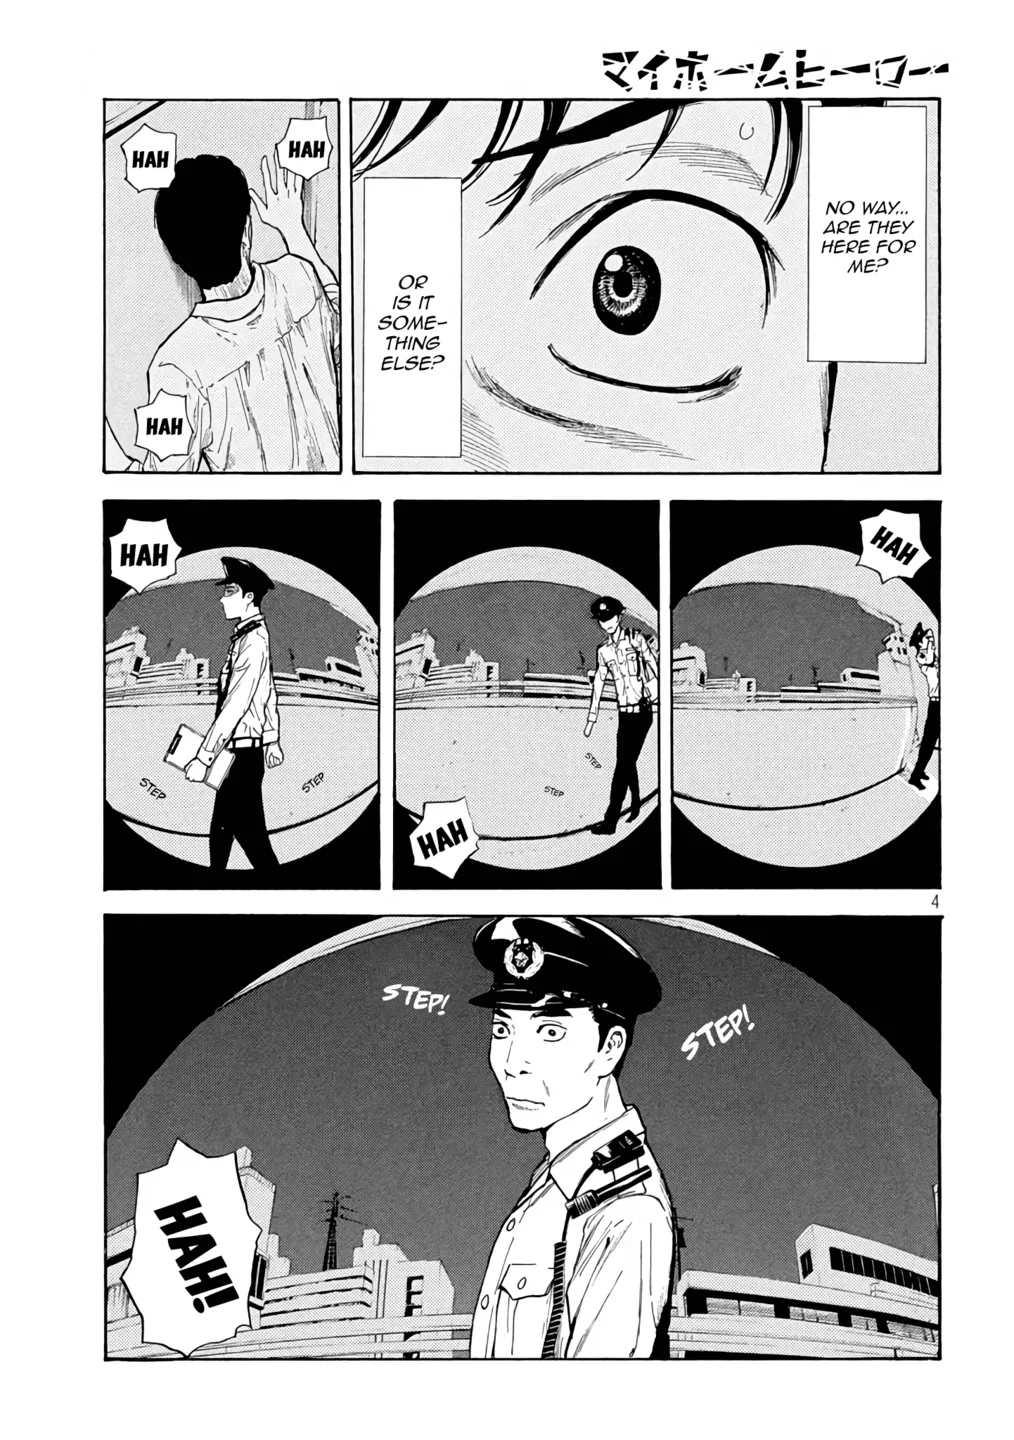 マイホームヒーロー
NO WAY...
ARE THEY
HERE FOR
ME?
OR
IS IT
SOME-
THING
ELSE?
HAH
HAH
HAH
HAH
STEP
STEP
HAH
STEP
STEP
HAH
4
STEP!
STEP!
HAH!